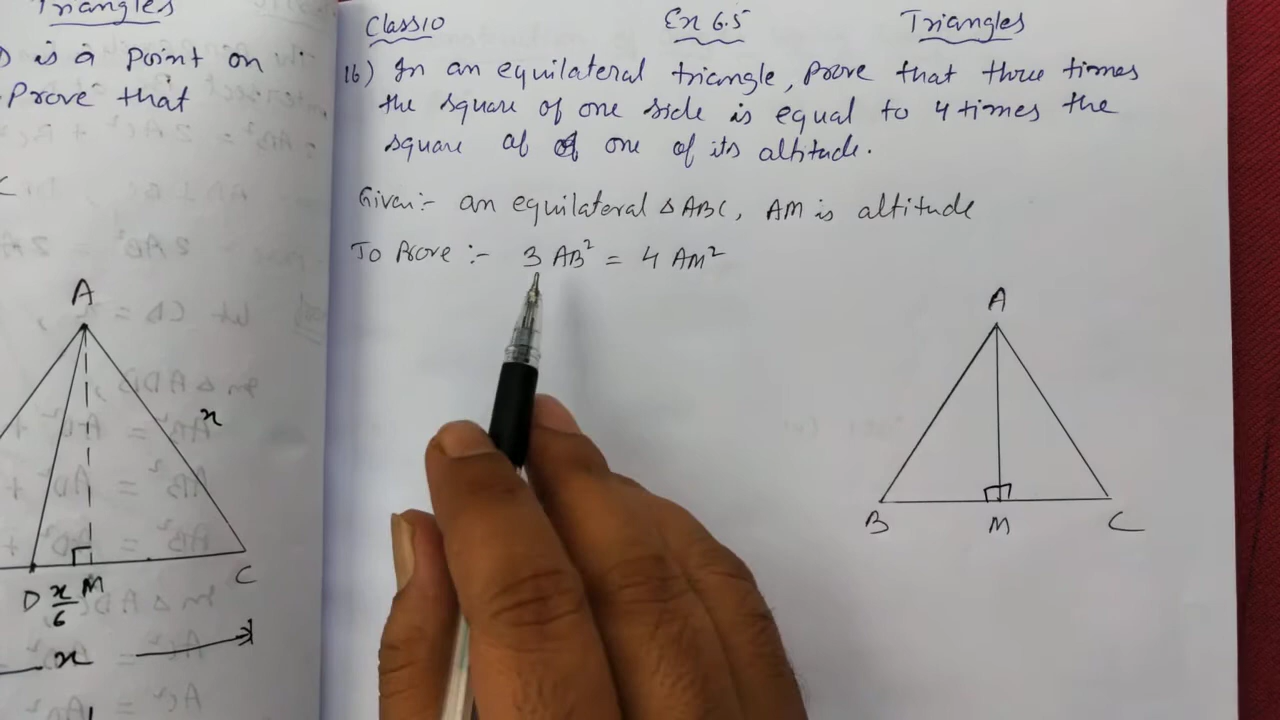 Triangles
D is a point on
Prove that
A
x
D
x/6
M
C
x
Class10
Ex 6.5
Triangles
16) In an equilateral triangle, prove that three times
the square of one side is equal to 4 times the
square of of one of its altitude.
Given:- an equilateral △ABC, AM is altitude
To Prove :- 3 AB² = 4 AM²
A
B
M
C